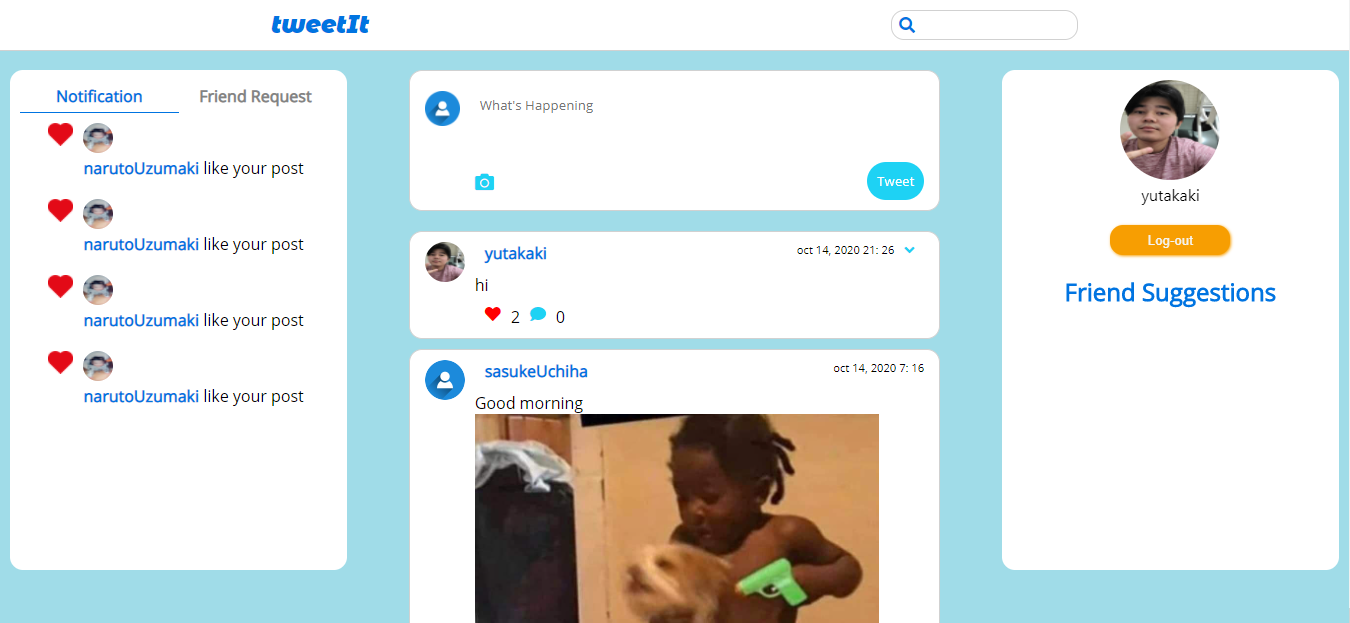 tweetIt
Notification Friend Request
narutoUzumaki like your post
narutoUzumaki like your post
narutoUzumaki like your post
narutoUzumaki like your post
What's Happening
Tweet
yutakaki oct 14, 2020 21: 26
hi
2 0
sasukeUchiha oct 14, 2020 7: 16
Good morning
yutakaki
Log-out
Friend Suggestions